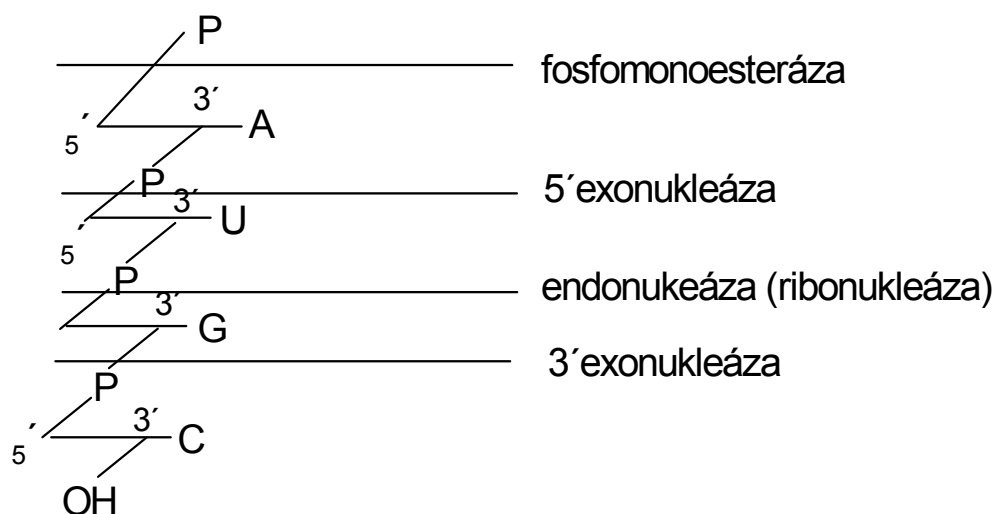 P
fosfomonoesteráza
3´
5´ A
P 5´exonukleáza
3´
5´ U
P endonukeáza (ribonukleáza)
3´
G
3´exonukleáza
P
3´
5´ C
OH